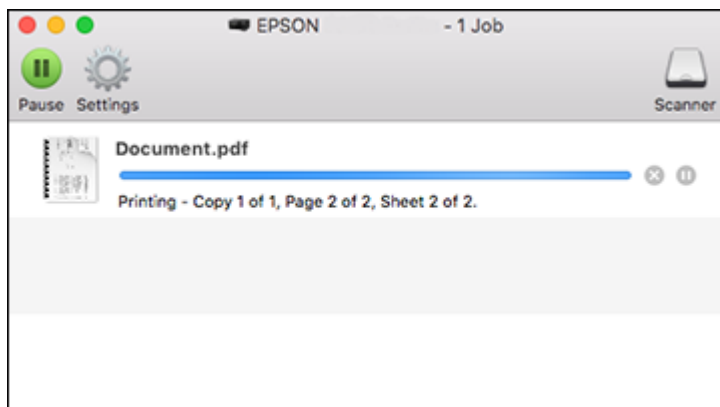 EPSON - 1 Job
Pause Settings Scanner
Document.pdf
Printing - Copy 1 of 1, Page 2 of 2, Sheet 2 of 2.